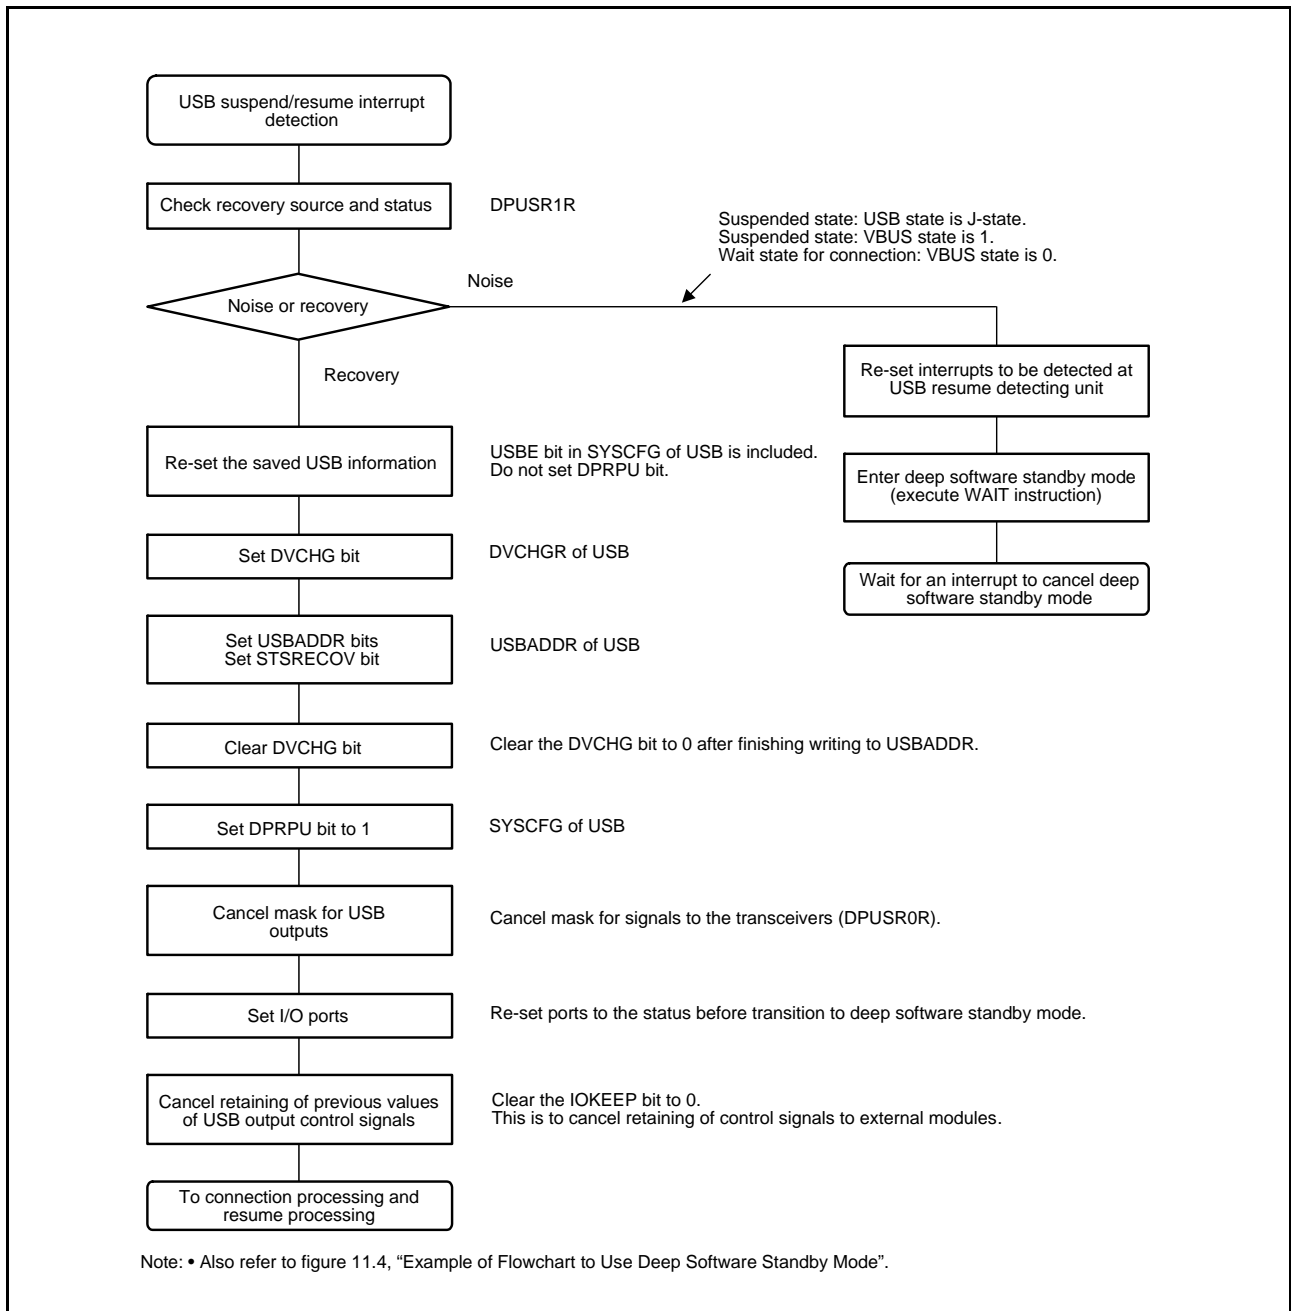 USB suspend/resume interrupt
detection
Check recovery source and status
DPUSR1R
Suspended state: USB state is J-state.
Suspended state: VBUS state is 1.
Wait state for connection: VBUS state is 0.
Noise
Noise or recovery
Recovery
Re-set interrupts to be detected at
USB resume detecting unit
Re-set the saved USB information
USBE bit in SYSCFG of USB is included.
Do not set DPRPU bit.
Enter deep software standby mode
(execute WAIT instruction)
Set DVCHG bit
DVCHGR of USB
Wait for an interrupt to cancel deep
software standby mode
Set USBADDR bits
Set STSRECOV bit
USBADDR of USB
Clear DVCHG bit
Clear the DVCHG bit to 0 after finishing writing to USBADDR.
Set DPRPU bit to 1
SYSCFG of USB
Cancel mask for USB
outputs
Cancel mask for signals to the transceivers (DPUSR0R).
Set I/O ports
Re-set ports to the status before transition to deep software standby mode.
Cancel retaining of previous values
of USB output control signals
Clear the IOKEEP bit to 0.
This is to cancel retaining of control signals to external modules.
To connection processing and
resume processing
Note: • Also refer to figure 11.4, “Example of Flowchart to Use Deep Software Standby Mode”.